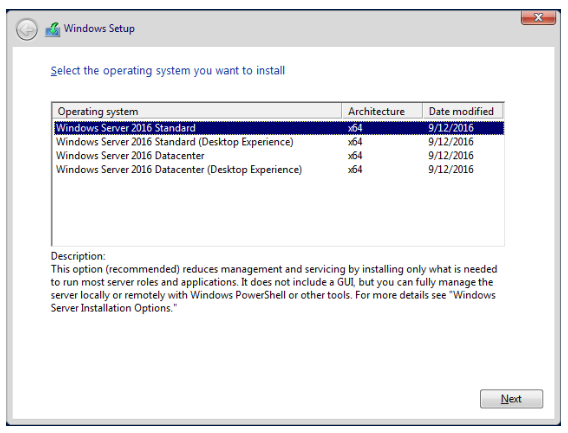 Windows Setup
Select the operating system you want to install
Operating system Architecture Date modified
Windows Server 2016 Standard x64 9/12/2016
Windows Server 2016 Standard (Desktop Experience) x64 9/12/2016
Windows Server 2016 Datacenter x64 9/12/2016
Windows Server 2016 Datacenter (Desktop Experience) x64 9/12/2016
Description:
This option (recommended) reduces management and servicing by installing only what is needed
to run most server roles and applications. It does not include a GUI, but you can fully manage the
server locally or remotely with Windows PowerShell or other tools. For more details see "Windows
Server Installation Options."
Next